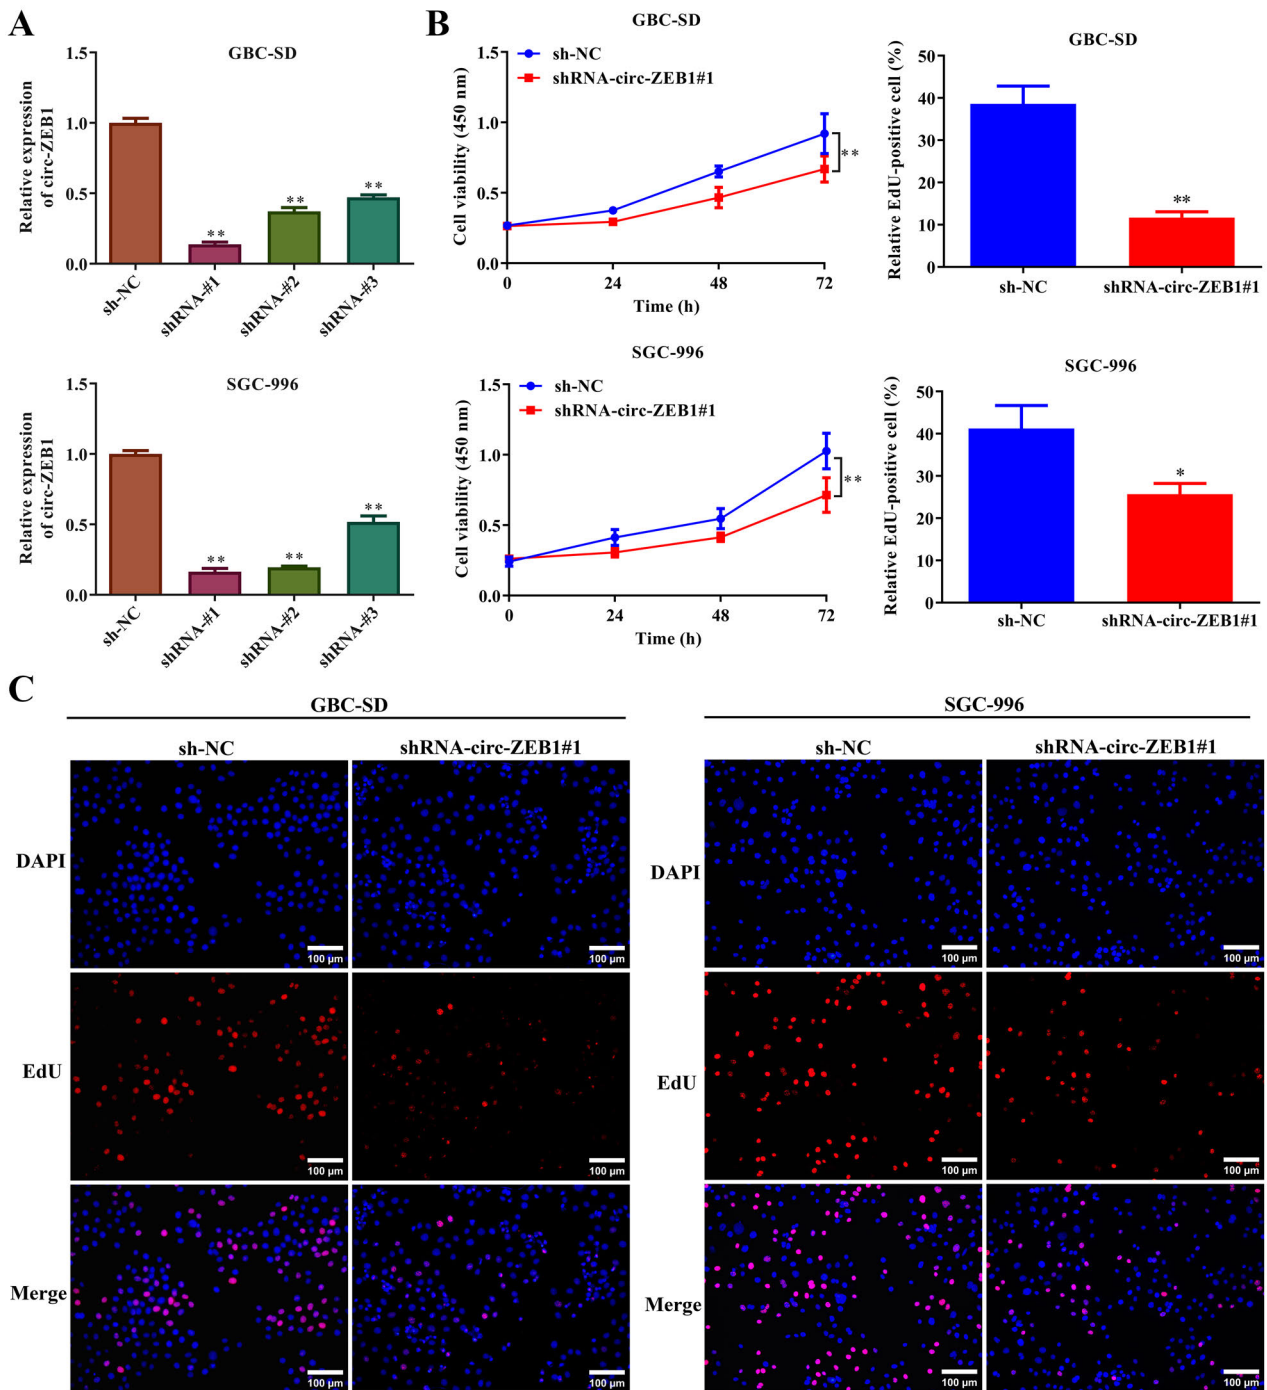 A
GBC-SD
Relative expression
of circ-ZEB1
1.5
1.0
0.5
0.0
**
**
**
sh-NC
shRNA-#1
shRNA-#2
shRNA-#3
SGC-996
Relative expression
of circ-ZEB1
1.5
1.0
0.5
0.0
**
**
**
sh-NC
shRNA-#1
shRNA-#2
shRNA-#3
B
GBC-SD
sh-NC
shRNA-circ-ZEB1#1
Cell viability (450 nm)
1.5
1.0
0.5
0.0
**
0
24
48
72
Time (h)
GBC-SD
Relative EdU-positive cell (%)
50
40
30
20
10
0
**
sh-NC
shRNA-circ-ZEB1#1
SGC-996
sh-NC
shRNA-circ-ZEB1#1
Cell viability (450 nm)
1.5
1.0
0.5
0.0
**
0
24
48
72
Time (h)
SGC-996
Relative EdU-positive cell (%)
50
40
30
20
10
0
*
sh-NC
shRNA-circ-ZEB1#1
C
GBC-SD
sh-NC
shRNA-circ-ZEB1#1
DAPI
100 μm
100 μm
EdU
100 μm
100 μm
Merge
100 μm
100 μm
SGC-996
sh-NC
shRNA-circ-ZEB1#1
DAPI
100 μm
100 μm
EdU
100 μm
100 μm
Merge
100 μm
100 μm